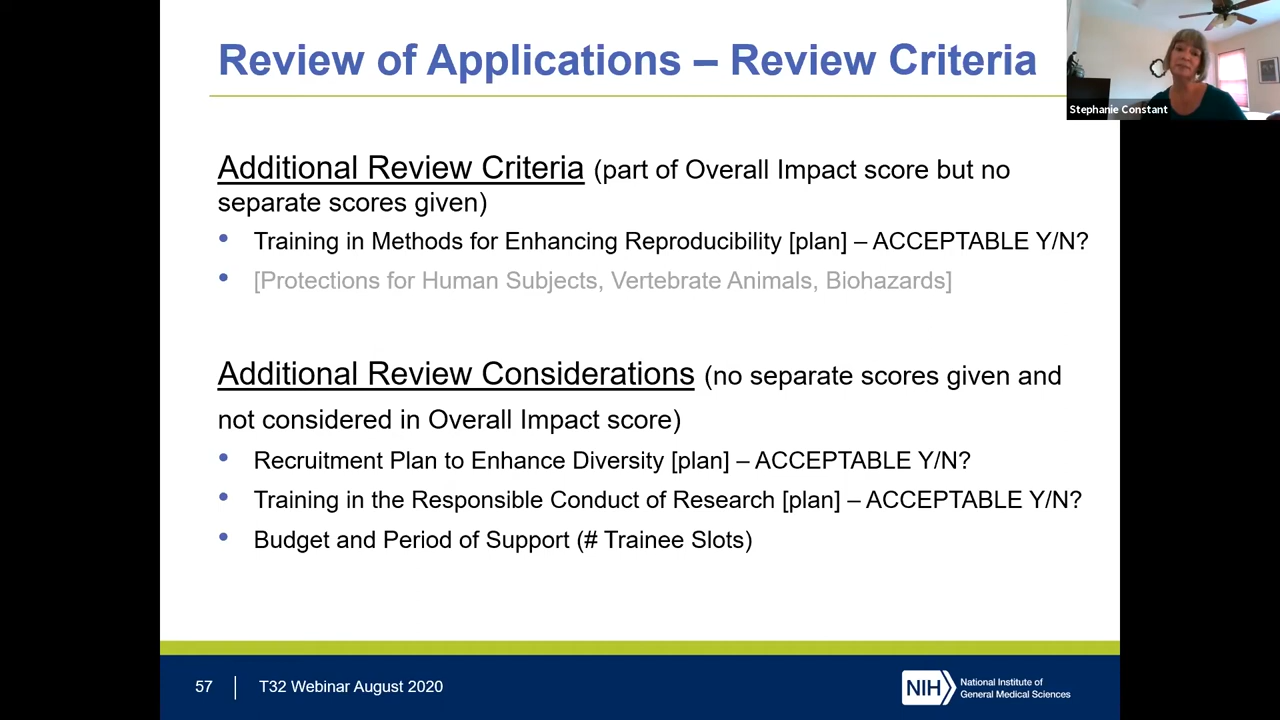 Review of Applications – Review Criteria
Stephanie Constant
Additional Review Criteria (part of Overall Impact score but no
separate scores given)
• Training in Methods for Enhancing Reproducibility [plan] – ACCEPTABLE Y/N?
• [Protections for Human Subjects, Vertebrate Animals, Biohazards]
Additional Review Considerations (no separate scores given and
not considered in Overall Impact score)
• Recruitment Plan to Enhance Diversity [plan] – ACCEPTABLE Y/N?
• Training in the Responsible Conduct of Research [plan] – ACCEPTABLE Y/N?
• Budget and Period of Support (# Trainee Slots)
57 | T32 Webinar August 2020
NIH
National Institute of
General Medical Sciences